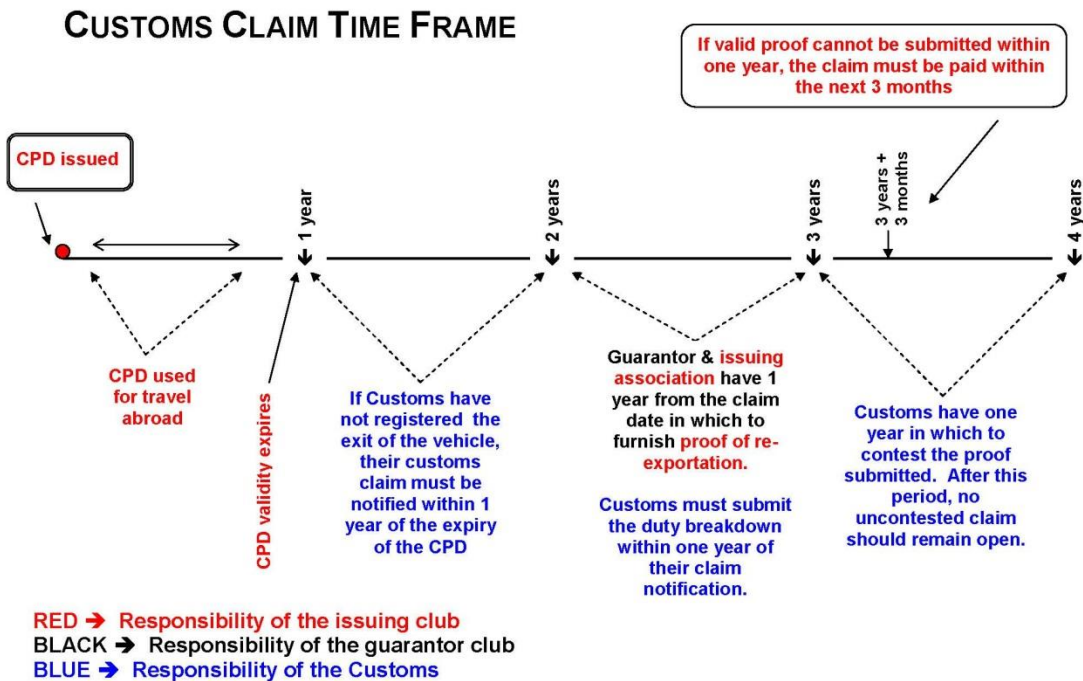 CUSTOMS CLAIM TIME FRAME
If valid proof cannot be submitted within
one year, the claim must be paid within
the next 3 months
CPD issued
1 year
2 years
3 years
3 years +
3 months
4 years
CPD used
for travel
abroad
CPD validity expires
If Customs have
not registered the
exit of the vehicle,
their customs
claim must be
notified within 1
year of the expiry
of the CPD
Guarantor & issuing
association have 1
year from the claim
date in which to
furnish proof of re-
exportation.
Customs must submit
the duty breakdown
within one year of
their claim
notification.
Customs have one
year in which to
contest the proof
submitted. After this
period, no
uncontested claim
should remain open.
RED ➔ Responsibility of the issuing club
BLACK ➔ Responsibility of the guarantor club
BLUE ➔ Responsibility of the Customs